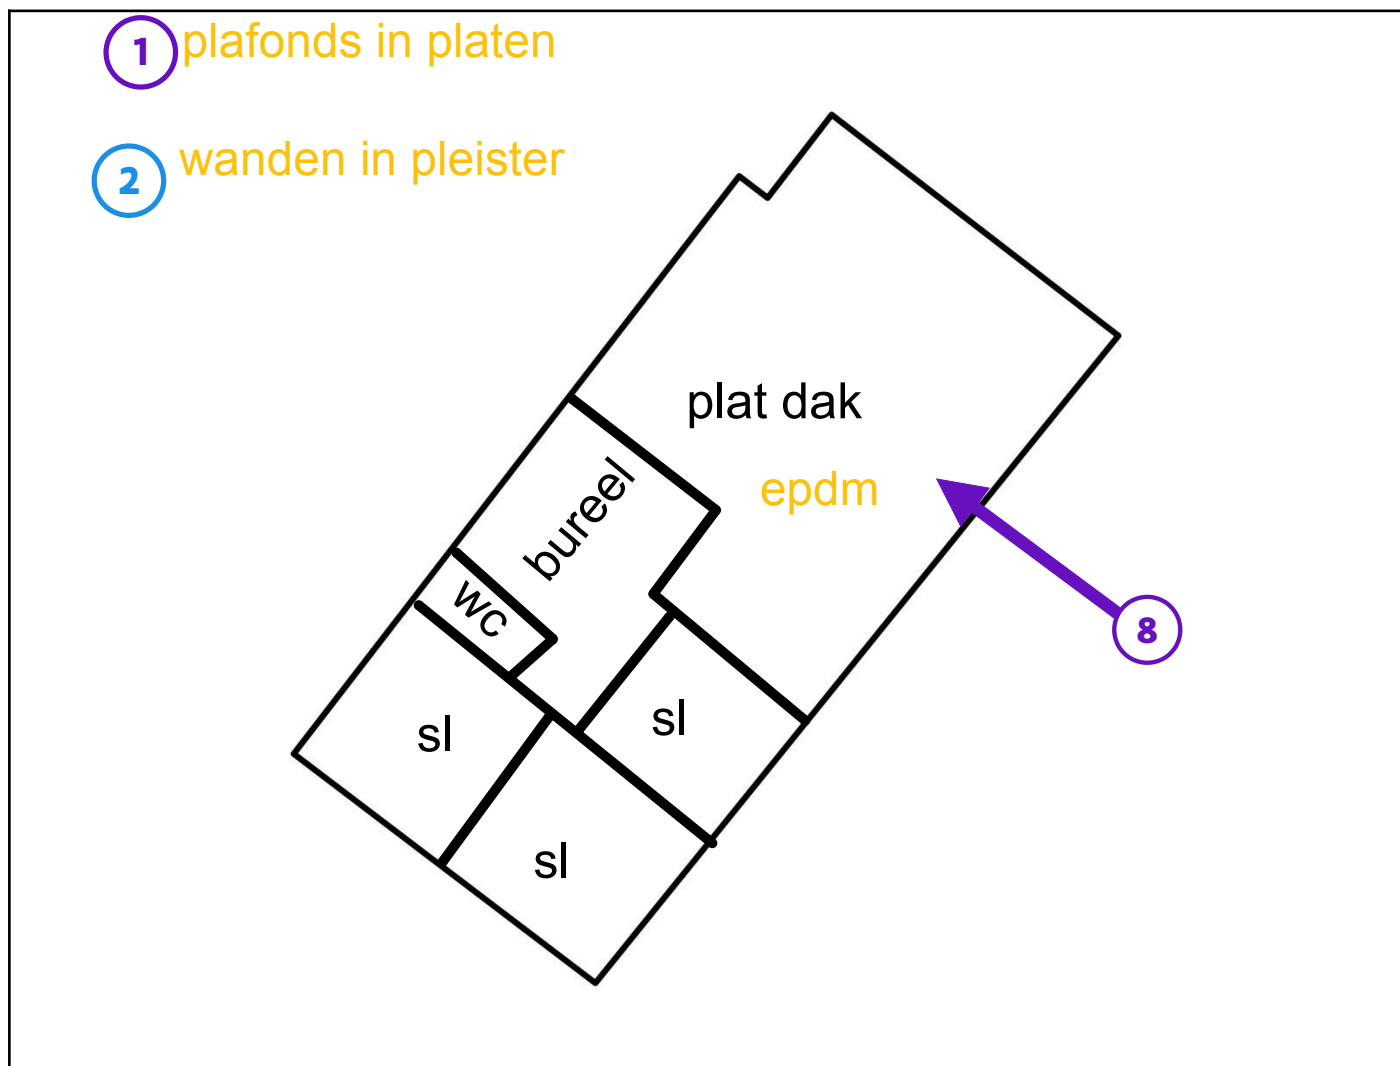 1 plafonds in platen
2 wanden in pleister
plat dak
epdm
bureel
wc
8
sl
sl
sl